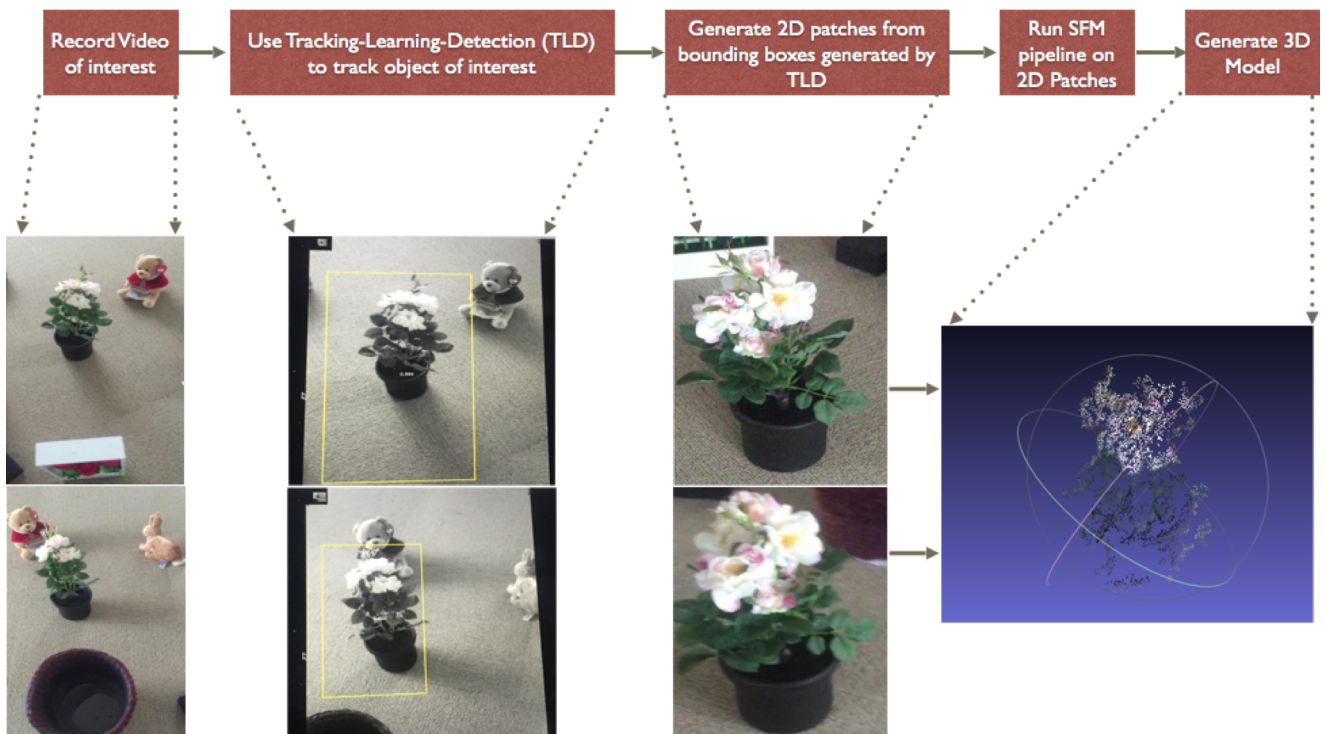 Record Video
of interest
Use Tracking-Learning-Detection (TLD)
to track object of interest
Generate 2D patches from
bounding boxes generated by
TLD
Run SFM
pipeline on
2D Patches
Generate 3D
Model